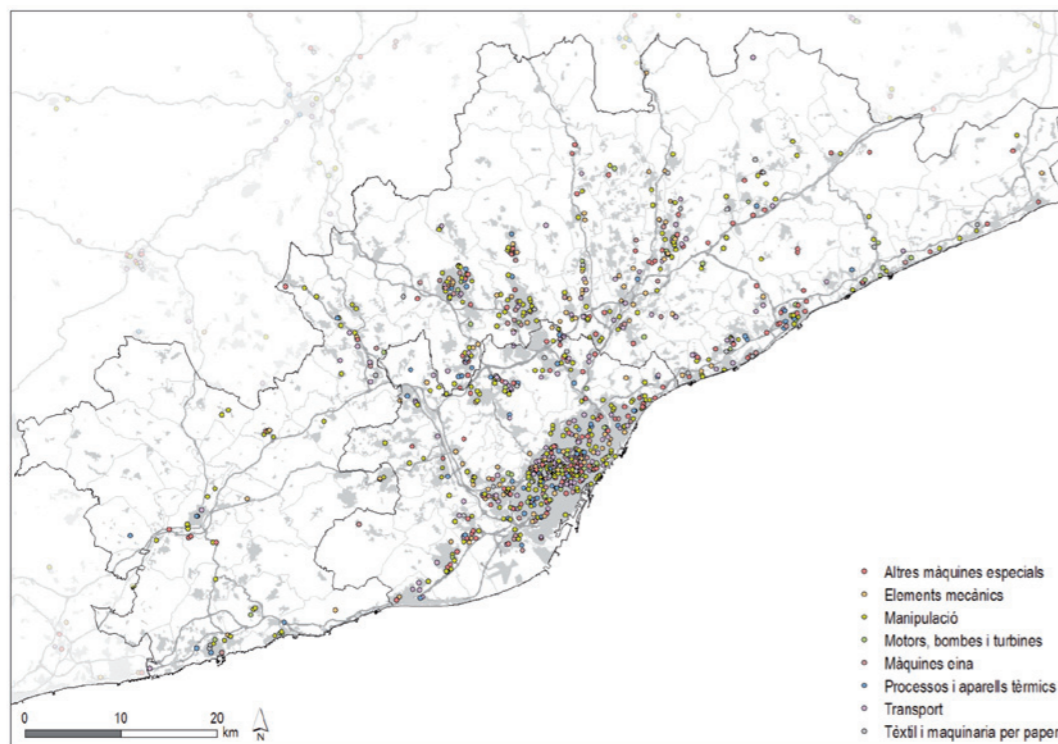 Altres màquines especials
Elements mecànics
Manipulació
Motors, bombes i turbines
Màquines eina
Processos i aparells tèrmics
Transport
Tèxtil i maquinaria per paper
0 10 20
km
N